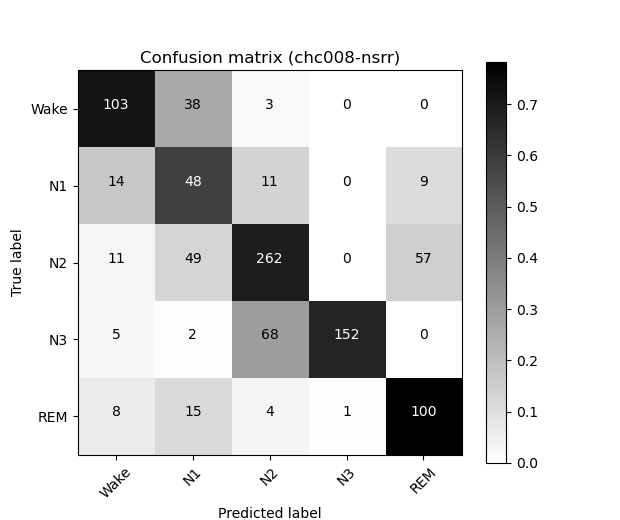 Confusion matrix (chc008-nsrr)
True label
Wake 103 38 3 0 0
N1 14 48 11 0 9
N2 11 49 262 0 57
N3 5 2 68 152 0
REM 8 15 4 1 100
Wake N1 N2 N3 REM
Predicted label
0.7
0.6
0.5
0.4
0.3
0.2
0.1
0.0